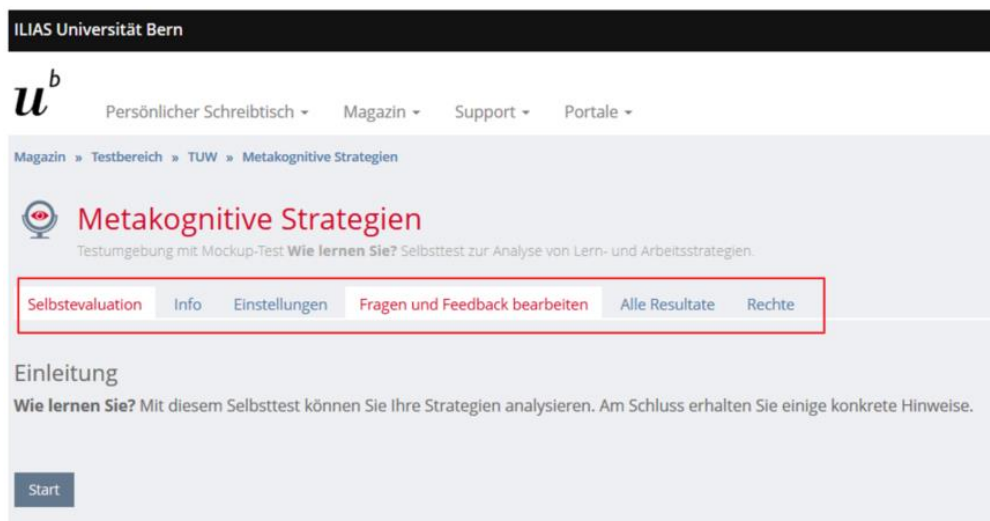 ILIAS Universität Bern
u b
Persönlicher Schreibtisch Magazin Support Portale
Magazin » Testbereich » TUW » Metakognitive Strategien
Metakognitive Strategien
Testumgebung mit Mockup-Test Wie lernen Sie? Selbsttest zur Analyse von Lern- und Arbeitsstrategien.
Selbstevaluation Info Einstellungen Fragen und Feedback bearbeiten Alle Resultate Rechte
Einleitung
Wie lernen Sie? Mit diesem Selbsttest können Sie Ihre Strategien analysieren. Am Schluss erhalten Sie einige konkrete Hinweise.
Start